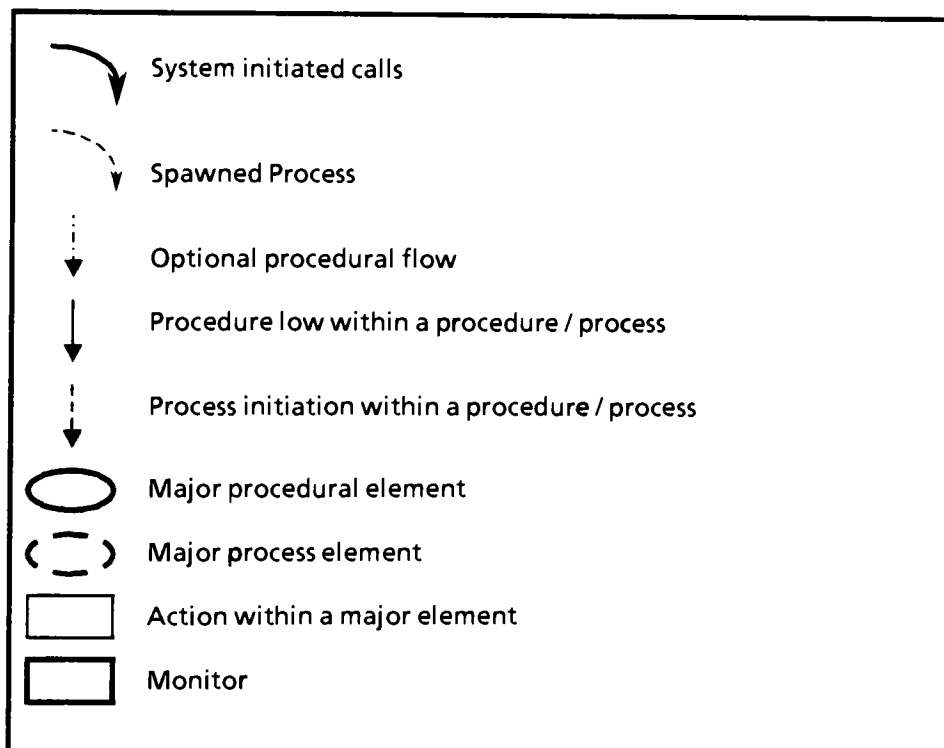 System initiated calls
Spawned Process
Optional procedural flow
Procedure low within a procedure / process
Process initiation within a procedure / process
Major procedural element
Major process element
Action within a major element
Monitor